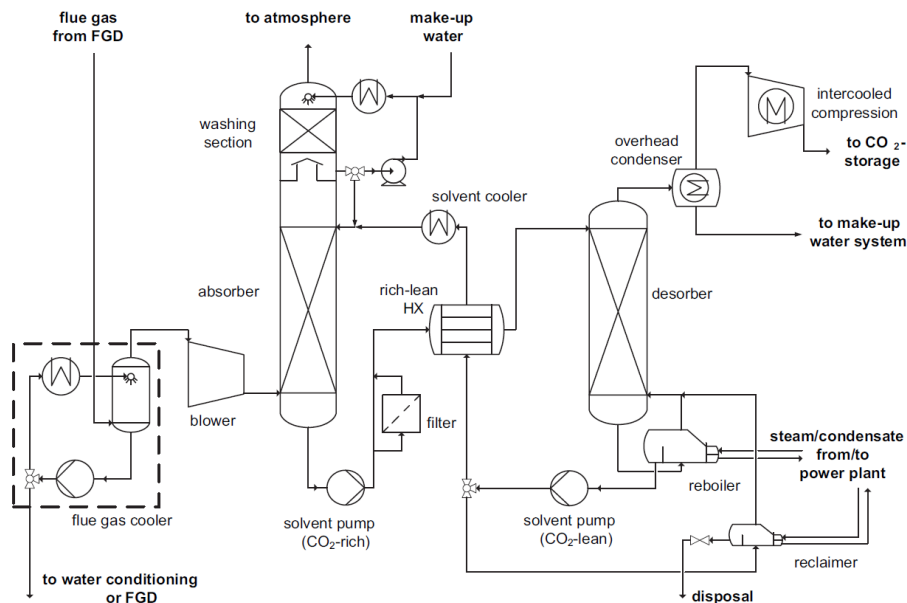 flue gas
from FGD
to atmosphere
make-up
water
washing
section
intercooled
compression
overhead
condenser
to CO 2-
storage
solvent cooler
to make-up
water system
absorber
rich-lean
HX
desorber
blower
filter
steam/condensate
from/to
power plant
reboiler
flue gas cooler
solvent pump
(CO2-rich)
solvent pump
(CO2-lean)
reclaimer
to water conditioning
or FGD
disposal